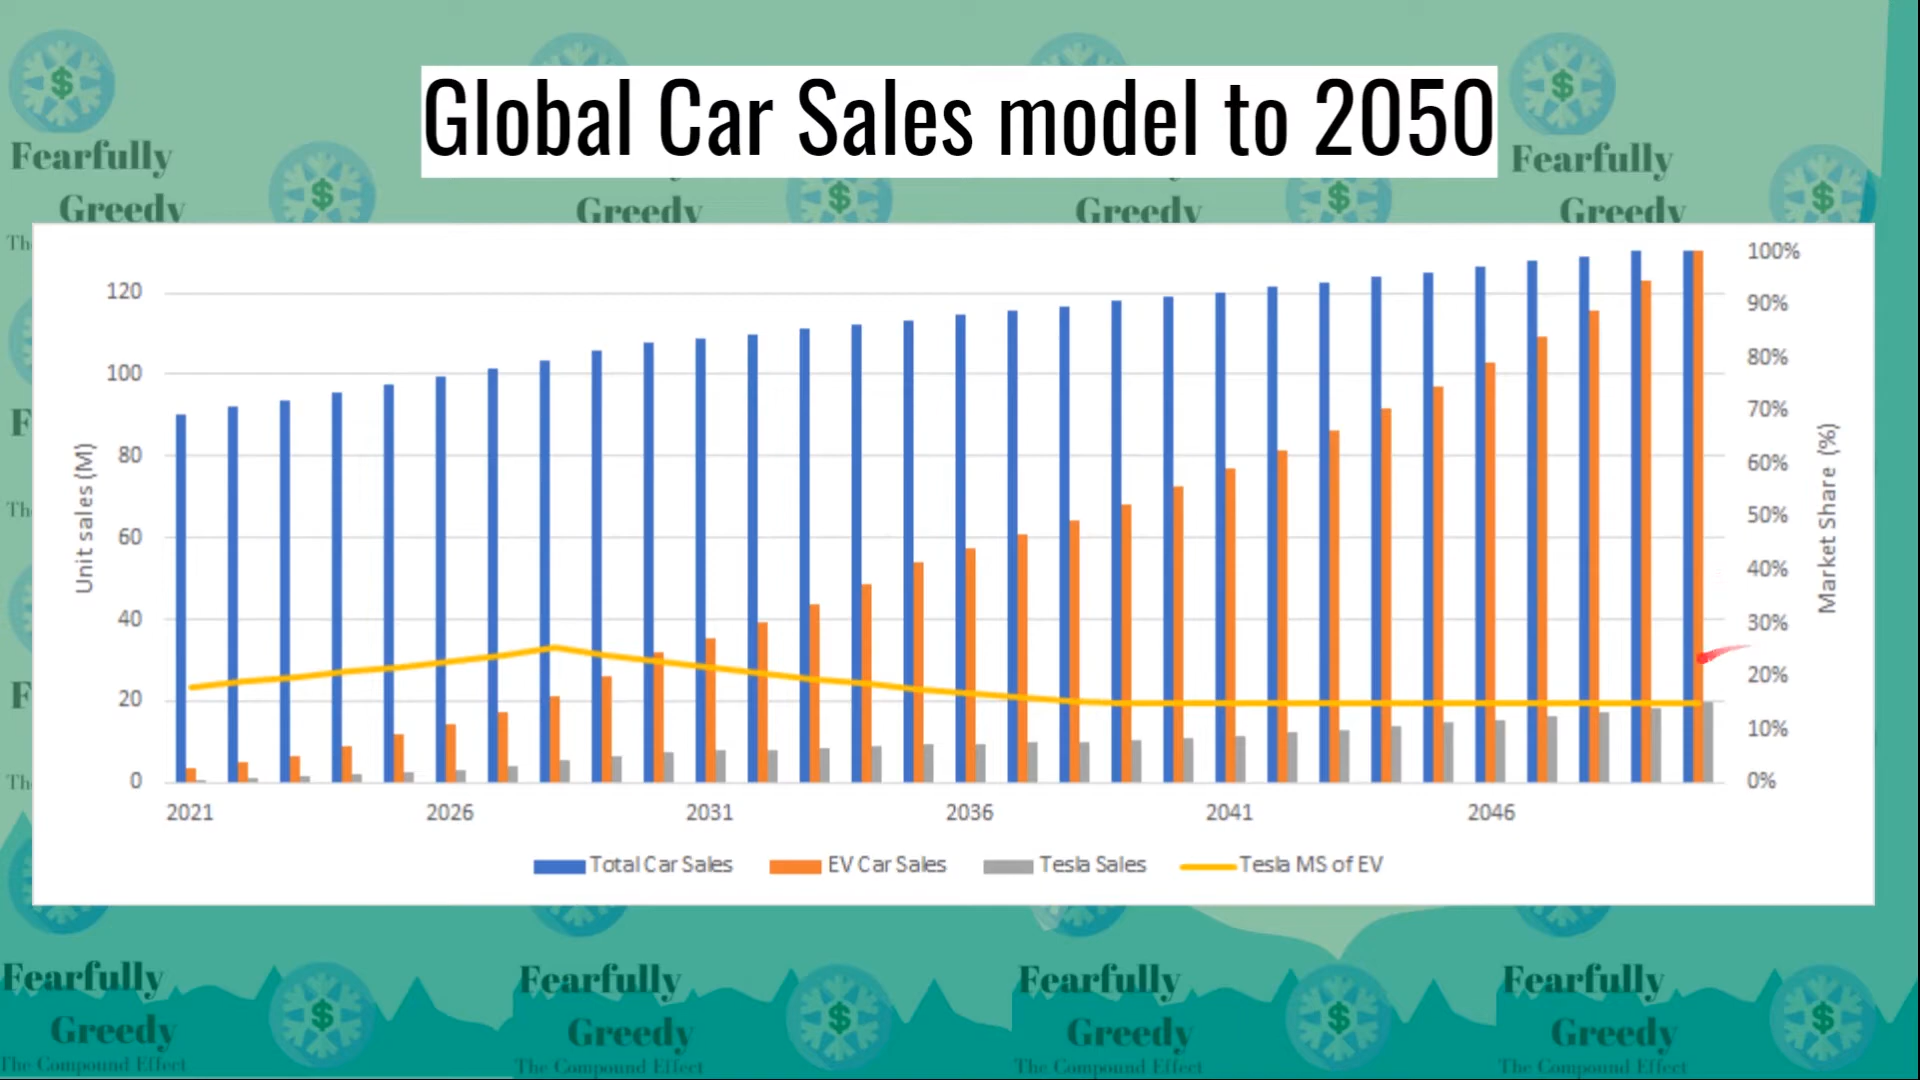 Global Car Sales model to 2050
Fearfully
Greedy
Th
Greedy
Greedy
Fearfully
Greedy
Unit sales (M)
120
100
80
60
40
20
0
100%
90%
80%
70%
60%
50%
40%
30%
20%
10%
0%
Market Share (%)
2021 2026 2031 2036 2041 2046
Total Car Sales EV Car Sales Tesla Sales Tesla MS of EV
F
Th
F
Th
Fearfully
Greedy
The Compound Effect
Fearfully
Greedy
The Compound Effect
Fearfully
Greedy
The Compound Effect
Fearfully
Greedy
The Compound Effect